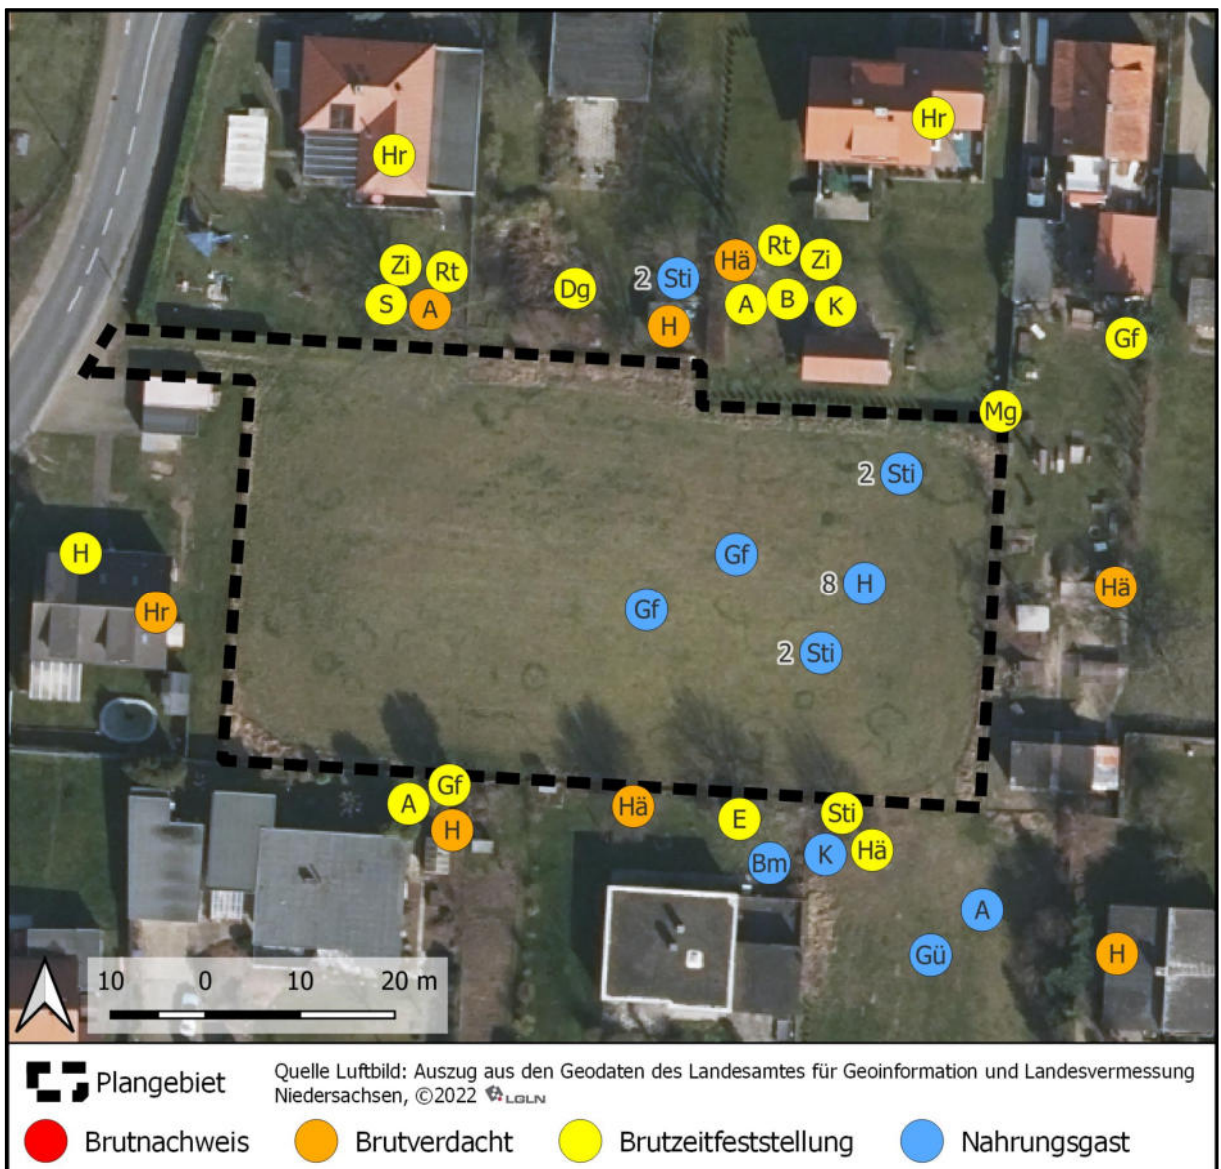 Hr
Hr
Rt
Zi
Hä
Zi
Rt
2 Sti
Dg
B
A
K
S
A
H
Gf
Mg
2 Sti
H
Gf
8 H
Hä
Hr
Gf
2 Sti
Gf
A
Hä
Sti
E
H
Hä
K
Bm
A
H
Gü
10 0 20 m
Plangebiet
Quelle Luftbild: Auszug aus den Geodaten des Landesamtes für Geoinformation und Landesvermessung
Niedersachsen, ©2022 LGLN
Brutnachweis Brutverdacht Brutzeitfeststellung Nahrungsgast